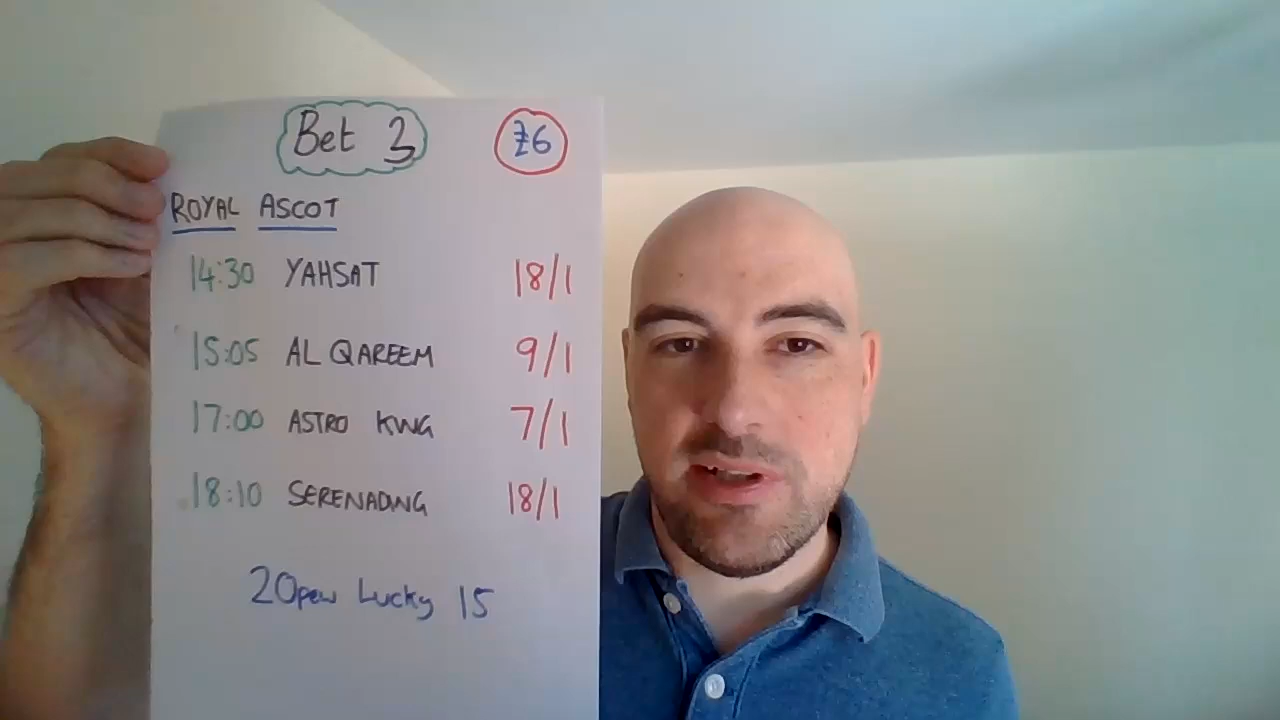 Bet 3 £6
ROYAL ASCOT
14:30 YAHSAT 18/1
15:05 AL QAREEM 9/1
17:00 ASTRO KING 7/1
18:10 SERENADING 18/1
20pew Lucky 15